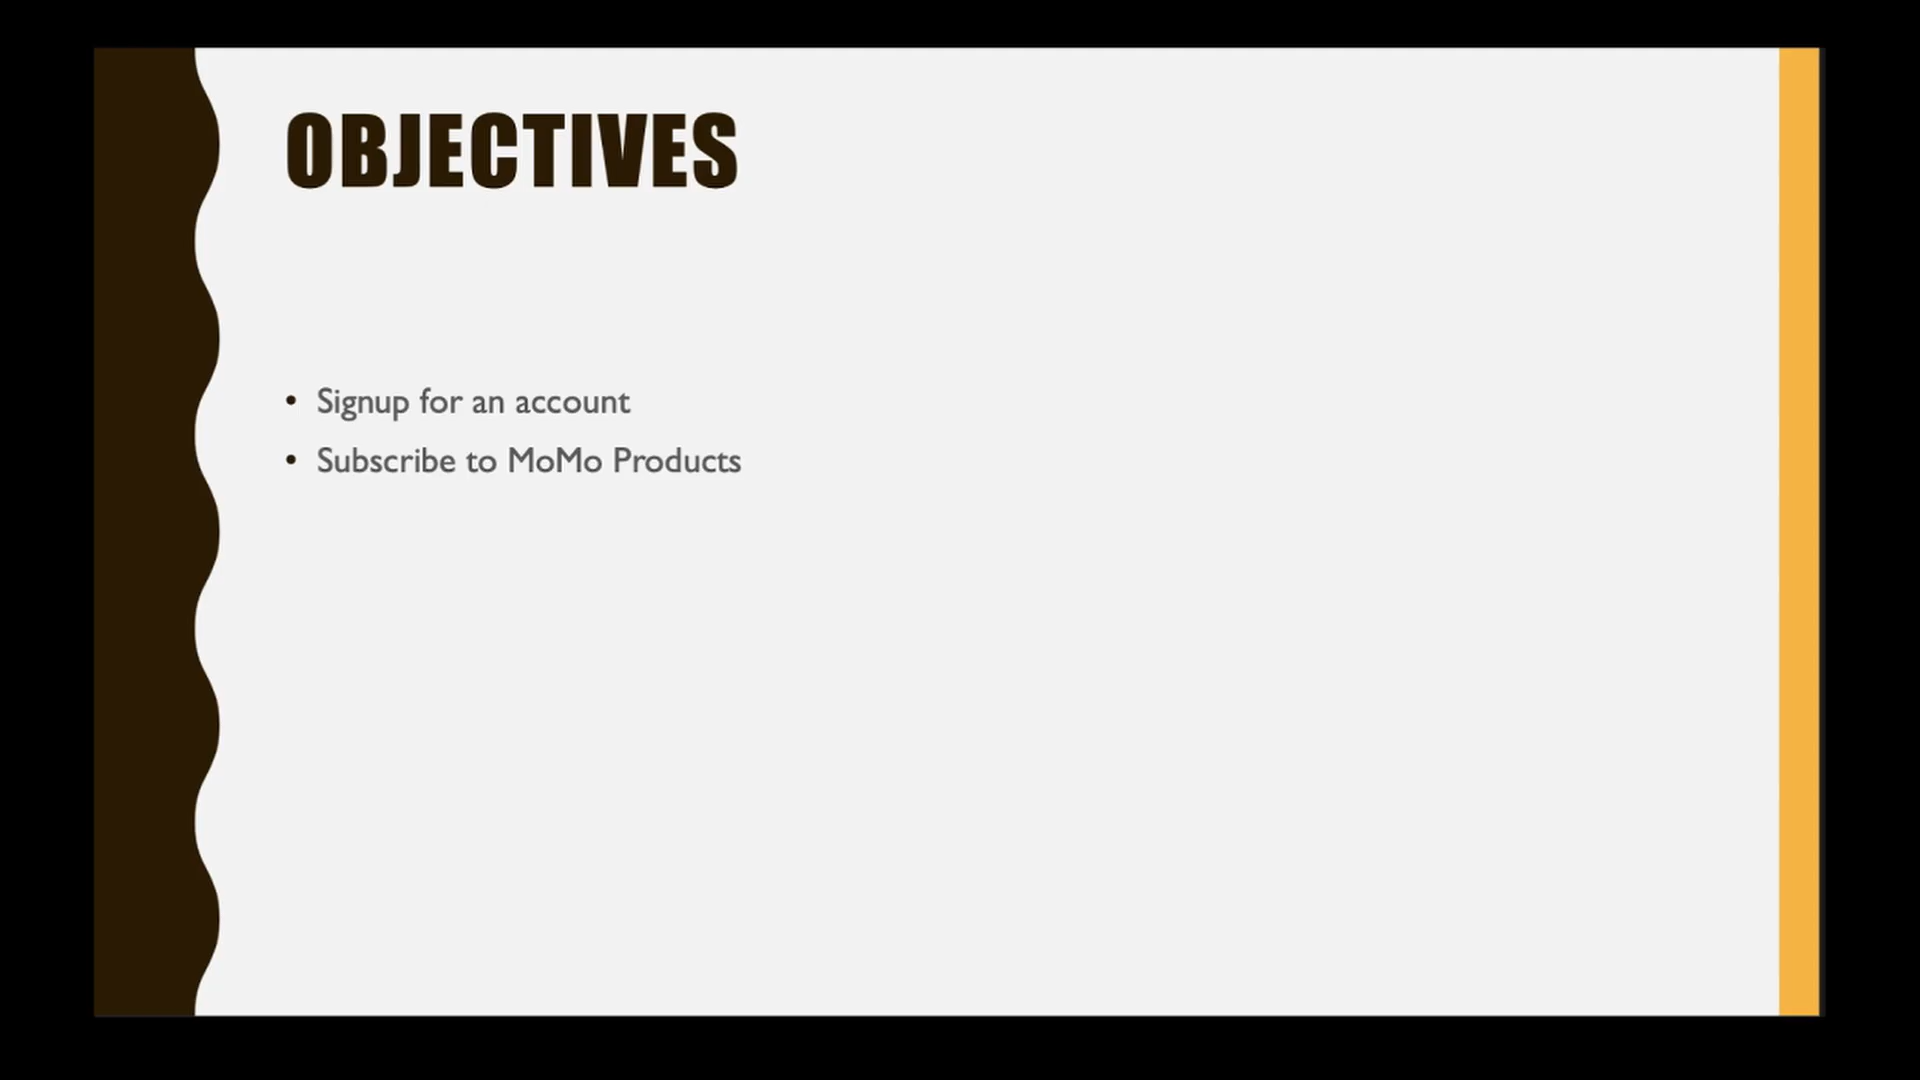 OBJECTIVES
• Signup for an account
• Subscribe to MoMo Products